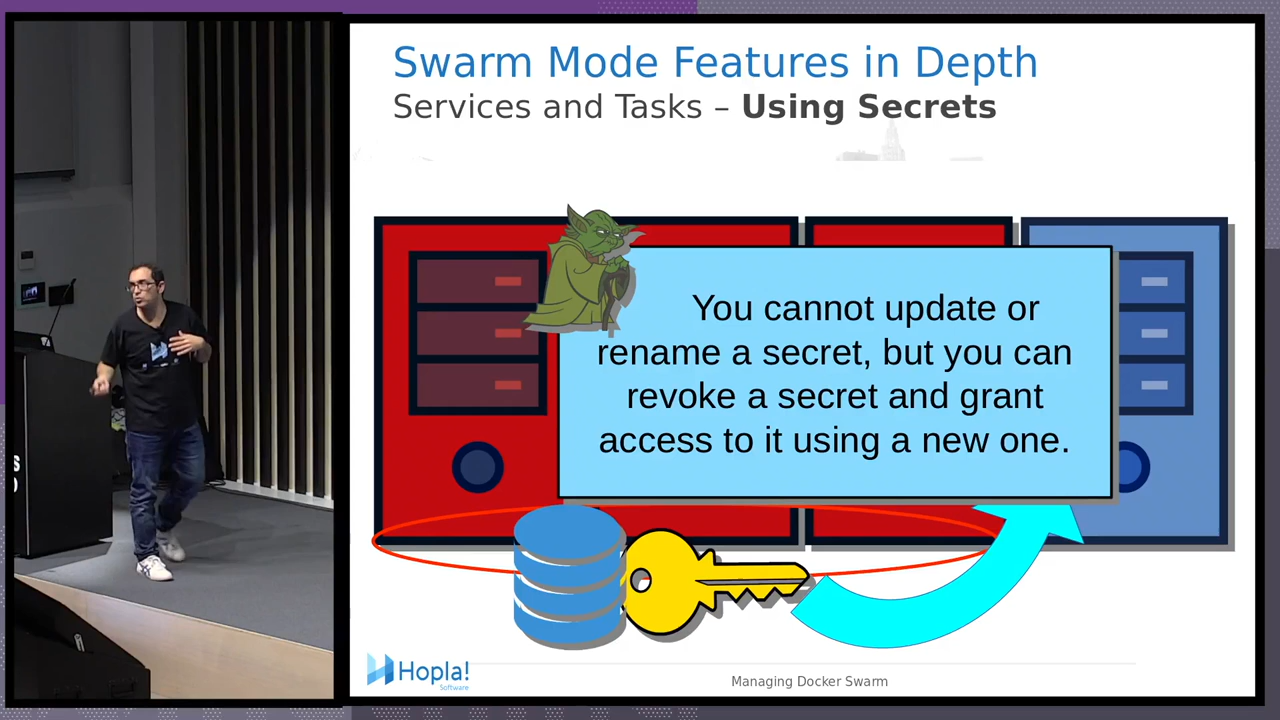 Swarm Mode Features in Depth
Services and Tasks – Using Secrets
You cannot update or
rename a secret, but you can
revoke a secret and grant
access to it using a new one.
Hopla!
Software
Managing Docker Swarm